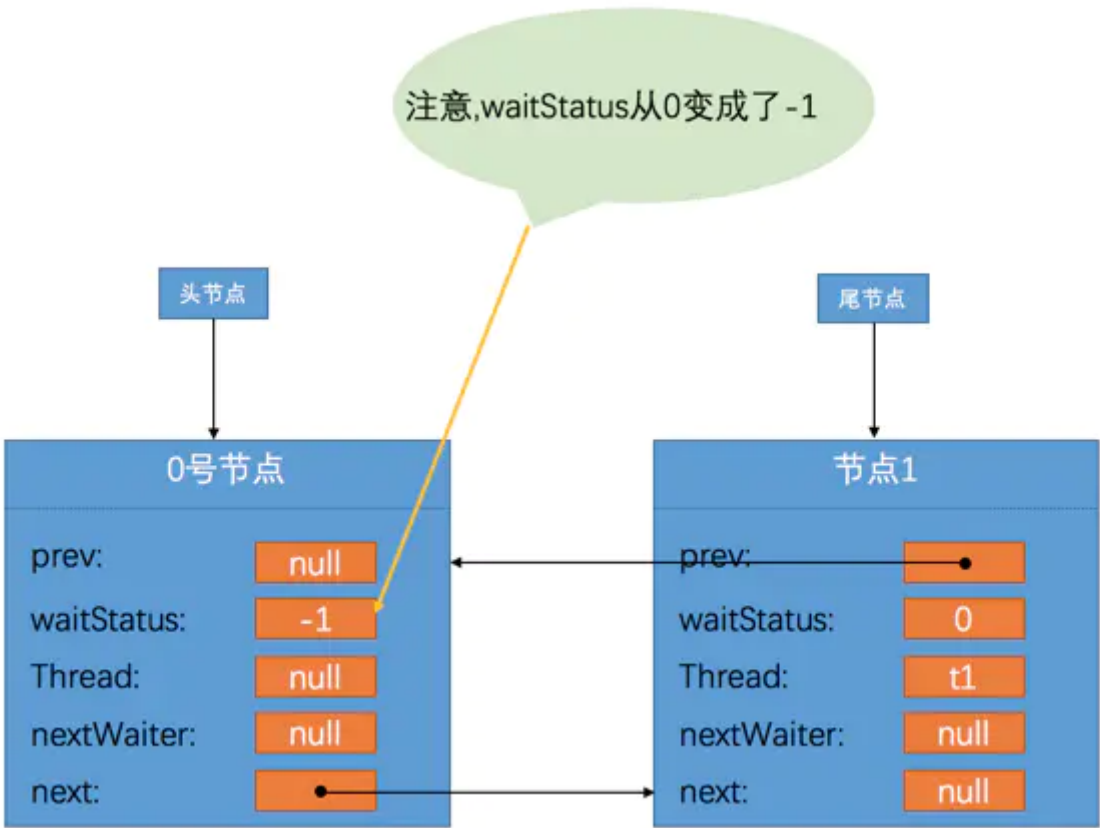 注意,waitStatus从0变成了-1
头节点
尾节点
0号节点
prev: null
waitStatus: -1
Thread: null
nextWaiter: null
next:
节点1
prev:
waitStatus: 0
Thread: t1
nextWaiter: null
next: null